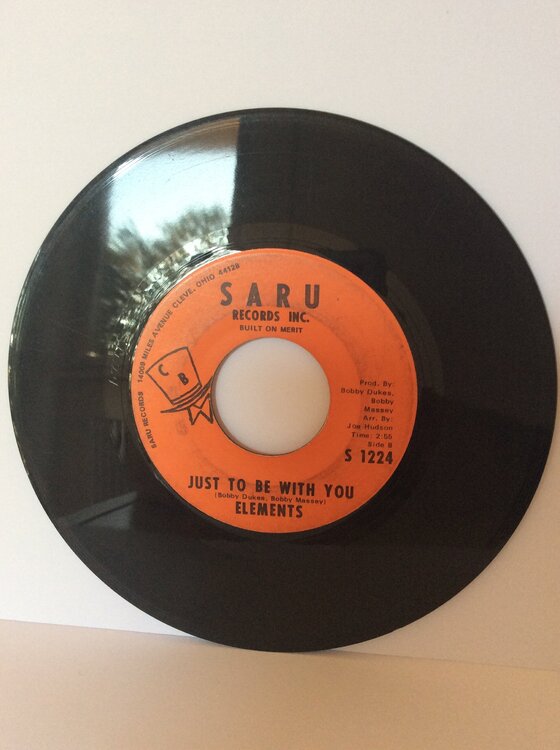 SARU
RECORDS INC.
BUILT ON MERIT
SARU RECORDS 14009 MILES AVENUE CLEVE. OHIO 44128
C
B
Prod. By:
Bobby Dukes,
Bobby
Massey
Arr. By:
Joe Hudson
Time: 2:55
Side B
S 1224
JUST TO BE WITH YOU
(Bobby Dukes, Bobby Massey)
ELEMENTS